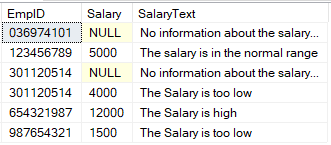 EmpID Salary SalaryText
036974101 NULL No information about the salary...
123456789 5000 The salary is in the normal range
301120514 NULL No information about the salary...
301120514 4000 The Salary is too low
654321987 12000 The Salary is high
987654321 1500 The Salary is too low